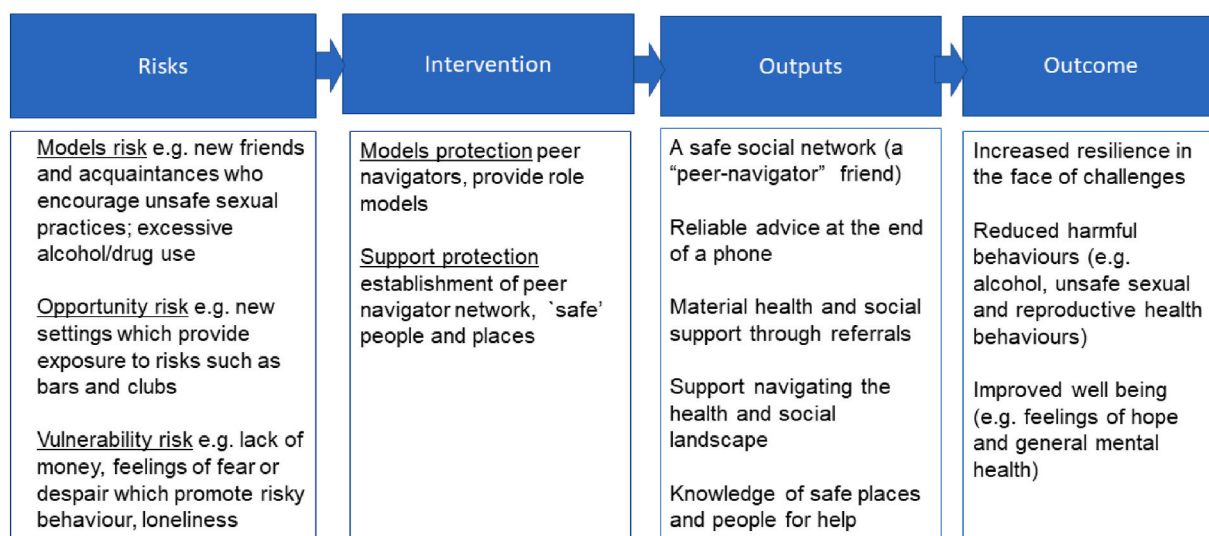 Risks
Intervention
Outputs
Outcome
Models risk e.g. new friends
and acquaintances who
encourage unsafe sexual
practices; excessive
alcohol/drug use
Opportunity risk e.g. new
settings which provide
exposure to risks such as
bars and clubs
Vulnerability risk e.g. lack of
money, feelings of fear or
despair which promote risky
behaviour, loneliness
Models protection peer
navigators, provide role
models
Support protection
establishment of peer
navigator network, `safe’
people and places
A safe social network (a
“peer-navigator” friend)
Reliable advice at the end
of a phone
Material health and social
support through referrals
Support navigating the
health and social
landscape
Knowledge of safe places
and people for help
Increased resilience in
the face of challenges
Reduced harmful
behaviours (e.g.
alcohol, unsafe sexual
and reproductive health
behaviours)
Improved well being
(e.g. feelings of hope
and general mental
health)